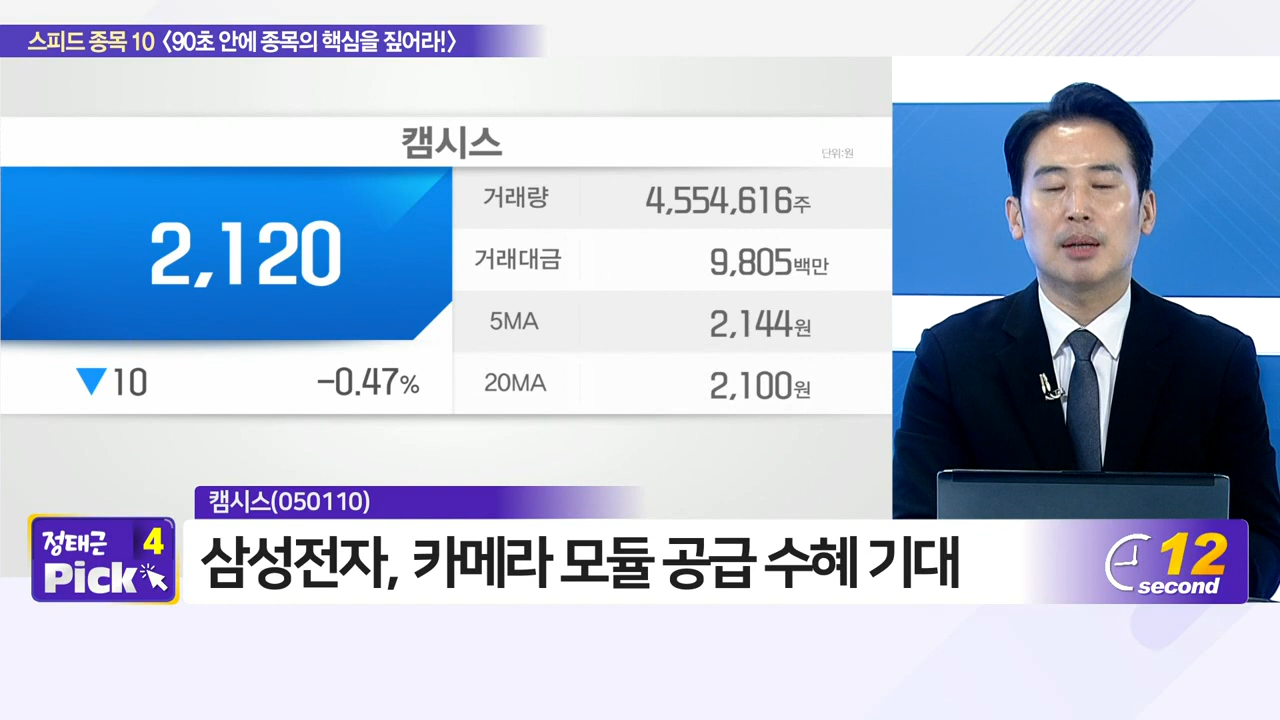 스피드 종목 10 〈90초 안에 종목의 핵심을 짚어라!〉
캠시스
단위:원
2,120
▼10 -0.47%
거래량 4,554,616주
거래대금 9,805백만
5MA 2,144원
20MA 2,100원
캠시스(050110)
정태근 4
Pick
삼성전자, 카메라 모듈 공급 수혜 기대
12
second